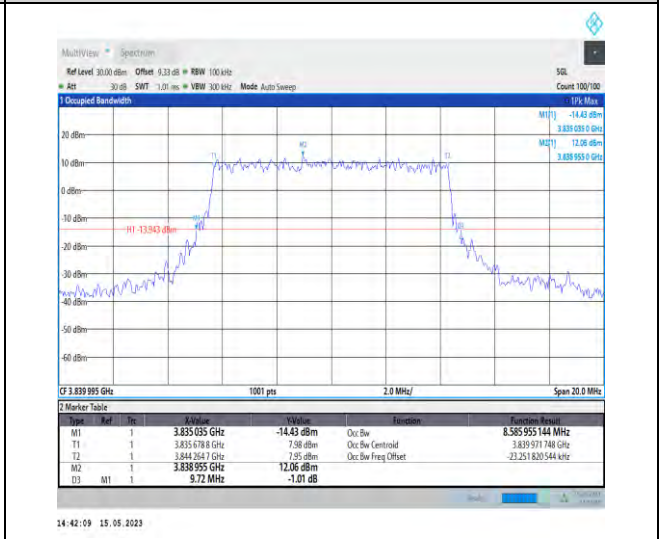 MultiView Spectrum
Ref Level 30.00 dBm Offset 9.33 dB RBW 100 kHz SGL
Att 30 dB SWT 1.01 ms VBW 300 kHz Mode Auto Sweep Count 100/100
1 Occupied Bandwidth 1Pk Max
M1[1] -14.43 dBm
3.835 035 0 GHz
20 dBm
M2[1] 12.06 dBm
3.838 955 0 GHz
M2
T1 T2
10 dBm
0 dBm
-10 dBm
M1 D3
H1 -13.943 dBm
-20 dBm
-30 dBm
-40 dBm
-50 dBm
-60 dBm
CF 3.839 995 GHz 1001 pts 2.0 MHz/ Span 20.0 MHz
2 Marker Table
Type Ref Trc X-Value Y-Value Function Function Result
M1 1 3.835 035 GHz -14.43 dBm Occ Bw 8.585 955 144 MHz
T1 1 3.835 678 8 GHz 7.98 dBm Occ Bw Centroid 3.839 971 748 GHz
T2 1 3.844 264 7 GHz 7.95 dBm Occ Bw Freq Offset -23.251 820 544 kHz
M2 1 3.838 955 GHz 12.06 dBm
D3 M1 1 9.72 MHz -1.01 dB
14:42:09 15.05.2023